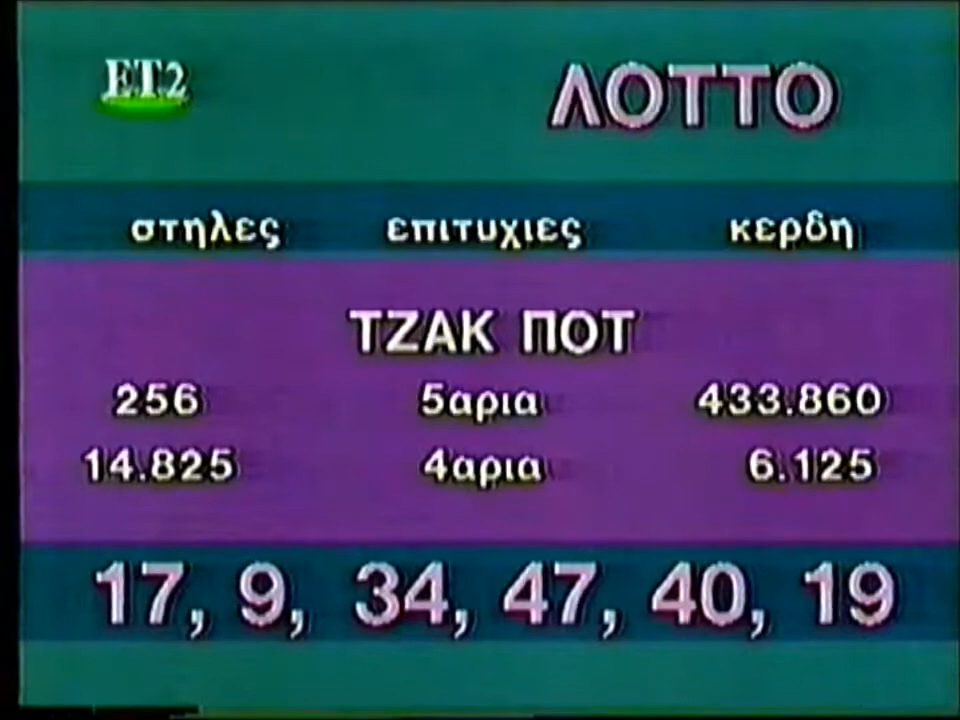 ET2
ΛΟΤΤΟ
στηλες επιτυχιες κερδη
ΤΖΑΚ ΠΟΤ
256 5αρια 433.860
14.825 4αρια 6.125
17, 9, 34, 47, 40, 19